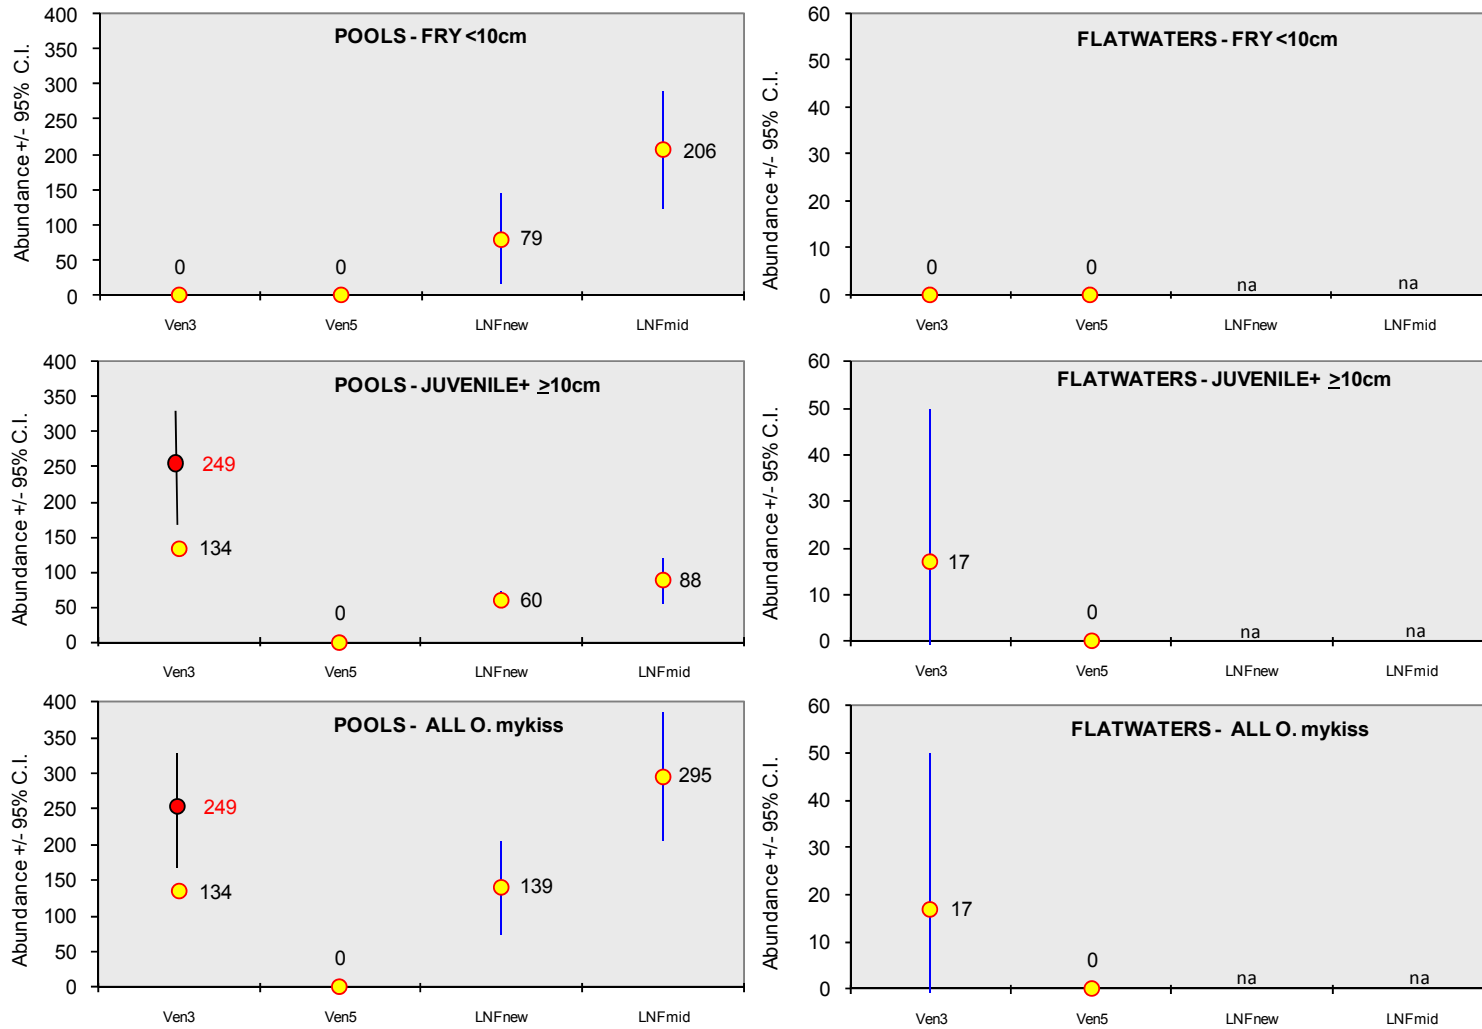 POOLS - FRY <10cm
Abundance +/- 95% C.I.
400
350
300
250
200
150
100
50
0
0
0
79
206
Ven3
Ven5
LNFnew
LNFmid
FLATWATERS - FRY <10cm
Abundance +/- 95% C.I.
60
50
40
30
20
10
0
0
0
na
na
Ven3
Ven5
LNFnew
LNFmid
POOLS - JUVENILE+ ≥10cm
Abundance +/- 95% C.I.
400
350
300
250
200
150
100
50
0
249
134
0
60
88
Ven3
Ven5
LNFnew
LNFmid
FLATWATERS - JUVENILE+ ≥10cm
Abundance +/- 95% C.I.
60
50
40
30
20
10
0
17
0
na
na
Ven3
Ven5
LNFnew
LNFmid
POOLS - ALL O. mykiss
Abundance +/- 95% C.I.
400
350
300
250
200
150
100
50
0
249
134
0
139
295
Ven3
Ven5
LNFnew
LNFmid
FLATWATERS - ALL O. mykiss
Abundance +/- 95% C.I.
60
50
40
30
20
10
0
17
0
na
na
Ven3
Ven5
LNFnew
LNFmid